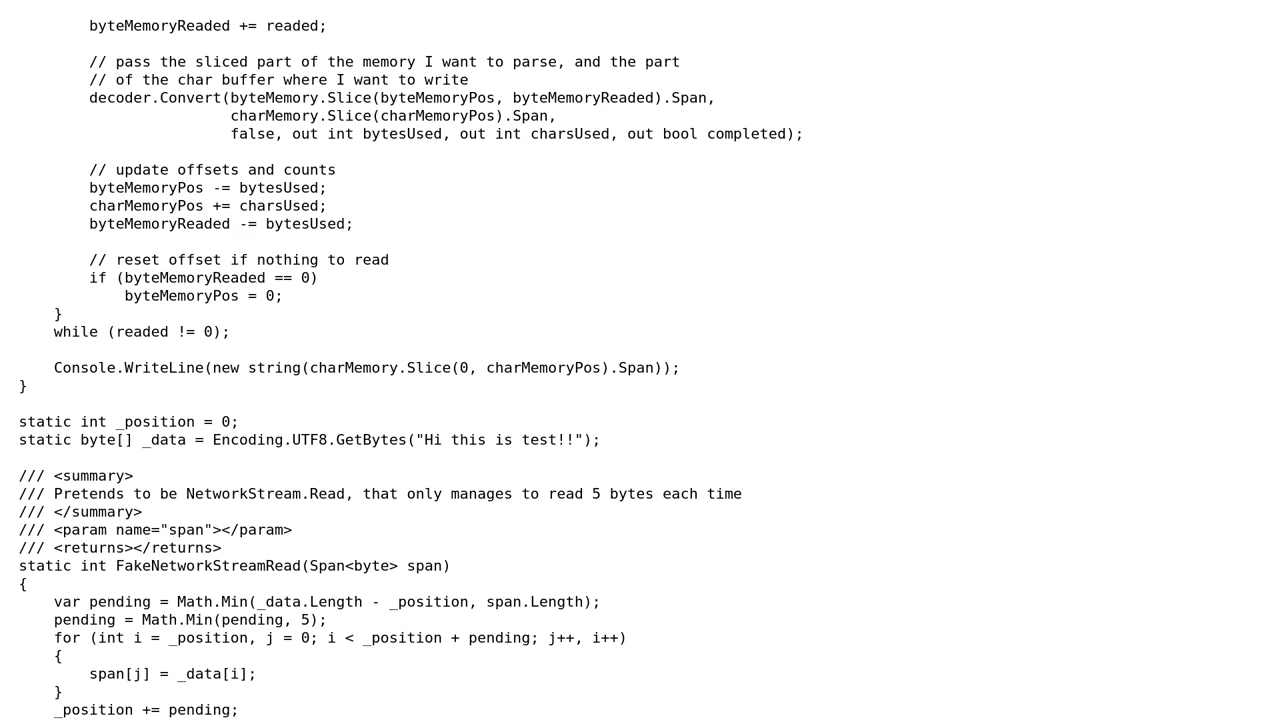 byteMemoryReaded += readed;

        // pass the sliced part of the memory I want to parse, and the part
        // of the char buffer where I want to write
        decoder.Convert(byteMemory.Slice(byteMemoryPos, byteMemoryReaded).Span,
                        charMemory.Slice(charMemoryPos).Span,
                        false, out int bytesUsed, out int charsUsed, out bool completed);

        // update offsets and counts
        byteMemoryPos -= bytesUsed;
        charMemoryPos += charsUsed;
        byteMemoryReaded -= bytesUsed;

        // reset offset if nothing to read
        if (byteMemoryReaded == 0)
            byteMemoryPos = 0;
    }
    while (readed != 0);

    Console.WriteLine(new string(charMemory.Slice(0, charMemoryPos).Span));
}

static int _position = 0;
static byte[] _data = Encoding.UTF8.GetBytes("Hi this is test!!");

/// <summary>
/// Pretends to be NetworkStream.Read, that only manages to read 5 bytes each time
/// </summary>
/// <param name="span"></param>
/// <returns></returns>
static int FakeNetworkStreamRead(Span<byte> span)
{
    var pending = Math.Min(_data.Length - _position, span.Length);
    pending = Math.Min(pending, 5);
    for (int i = _position, j = 0; i < _position + pending; j++, i++)
    {
        span[j] = _data[i];
    }
    _position += pending;